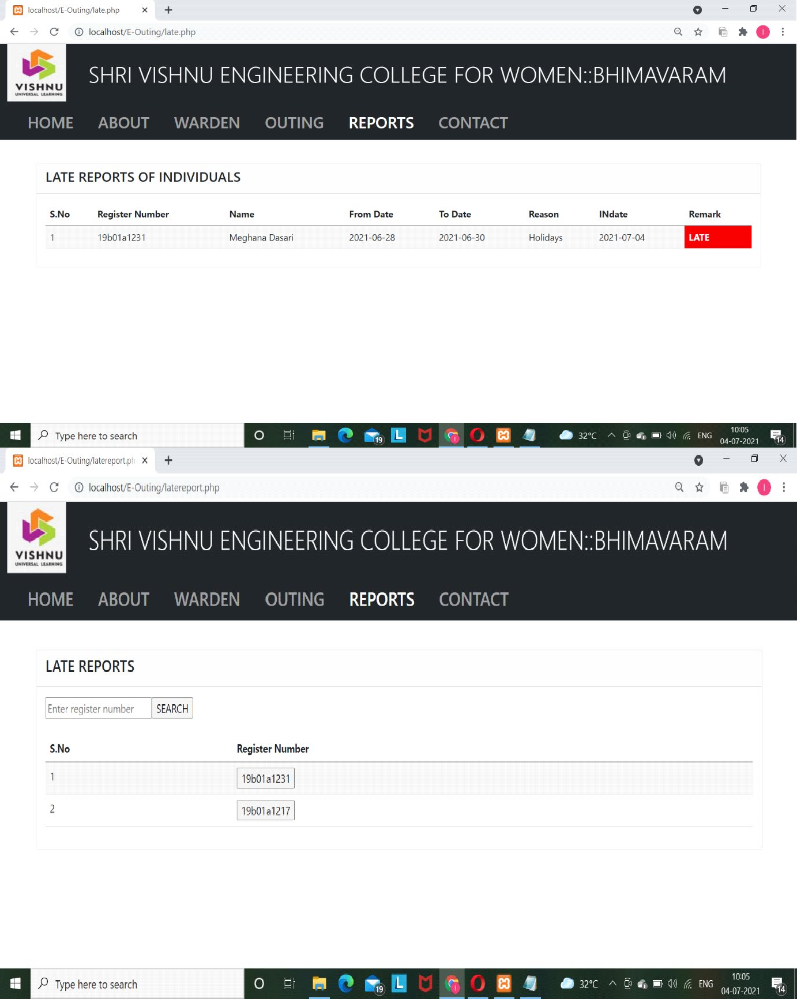 localhost/E-Outing/late.php
localhost/E-Outing/late.php
VISHNU
UNIVERSAL LEARNING
SHRI VISHNU ENGINEERING COLLEGE FOR WOMEN::BHIMAVARAM
HOME ABOUT WARDEN OUTING REPORTS CONTACT
LATE REPORTS OF INDIVIDUALS
S.No Register Number Name From Date To Date Reason INdate Remark
1 19b01a1231 Meghana Dasari 2021-06-28 2021-06-30 Holidays 2021-07-04 LATE
Type here to search 19 L 32°C ENG 10:05
04-07-2021 14
localhost/E-Outing/latereport.ph
localhost/E-Outing/latereport.php
VISHNU
UNIVERSAL LEARNING
SHRI VISHNU ENGINEERING COLLEGE FOR WOMEN::BHIMAVARAM
HOME ABOUT WARDEN OUTING REPORTS CONTACT
LATE REPORTS
Enter register number SEARCH
S.No Register Number
1 19b01a1231
2 19b01a1217
Type here to search 19 L 32°C ENG 10:05
04-07-2021 14